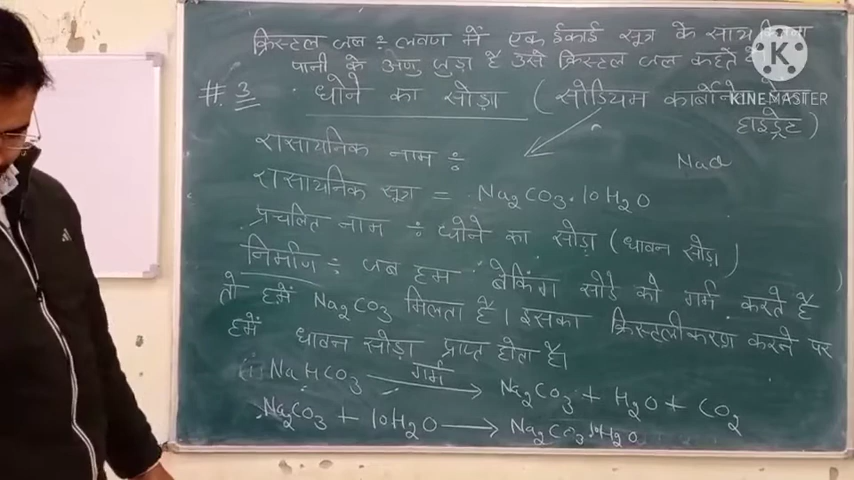 क्रिस्टल जल ÷ लवण में एक ईकाई सूत्र के साथ कितना
पानी के अणु जुड़ा है उसे क्रिस्टल जल कहते
K
KINEMASTER
# 3 धोने का सोड़ा (सोडियम
हाइड्रेट)
रासायनिक नाम ÷
NaCl
रासायनिक सूत्र = Na₂CO₃.10H₂O
प्रचलित नाम ÷ धोने का सोड़ा (धावन सोड़ा)
निर्माण ÷ जब हम बेकिंग सोडे को गर्म करते हैं
तो हमें Na₂CO₃ मिलता है। इसका क्रिस्टलीकरण करने पर
हमें धावन सोड़ा प्राप्त होता है।
(i) NaHCO₃ गर्म → Na₂CO₃ + H₂O + CO₂
Na₂CO₃ + 10H₂O → Na₂CO₃.10H₂O